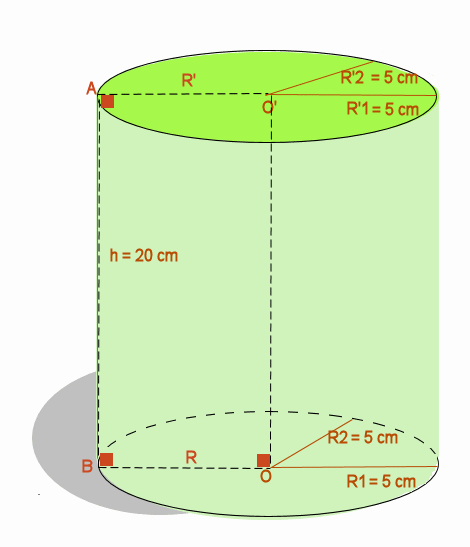 R'
R'2 = 5 cm
A
O'
R'1 = 5 cm
h = 20 cm
R2 = 5 cm
B
R
O
R1 = 5 cm